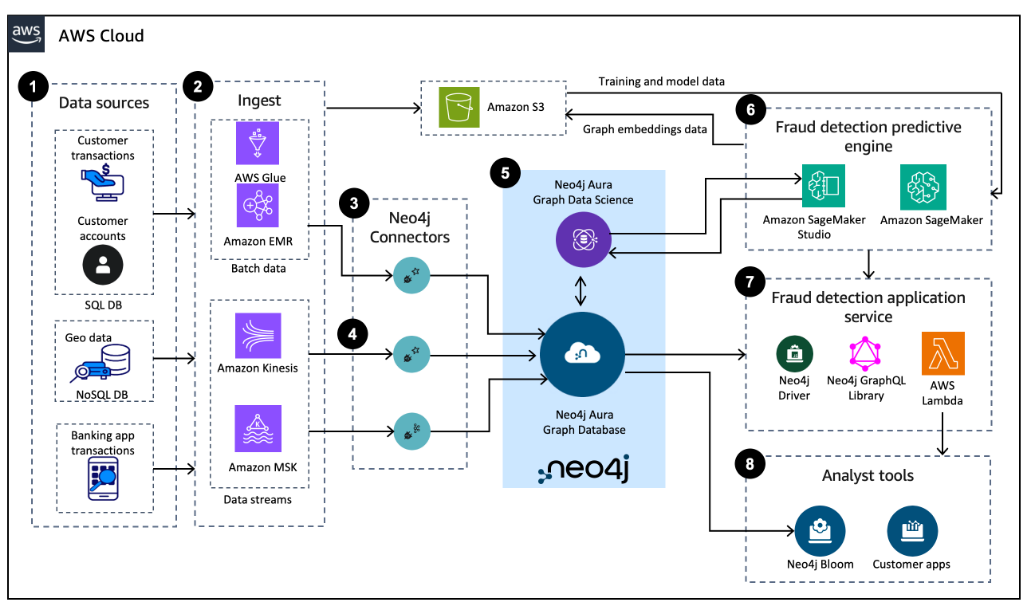 aws
AWS Cloud
1
Data sources
Customer
transactions
$
Customer
accounts
SQL DB
Geo data
NoSQL DB
Banking app
transactions
2
Ingest
AWS Glue
Amazon EMR
Batch data
Amazon Kinesis
Amazon MSK
Data streams
3
Neo4j
Connectors
4
Amazon S3
Training and model data
Graph embeddings data
5
Neo4j Aura
Graph Data Science
Neo4j Aura
Graph Database
neo4j
6
Fraud detection predictive
engine
Amazon SageMaker
Studio
Amazon SageMaker
7
Fraud detection application
service
Neo4j
Driver
Neo4j GraphQL
Library
AWS
Lambda
8
Analyst tools
Neo4j Bloom
Customer apps